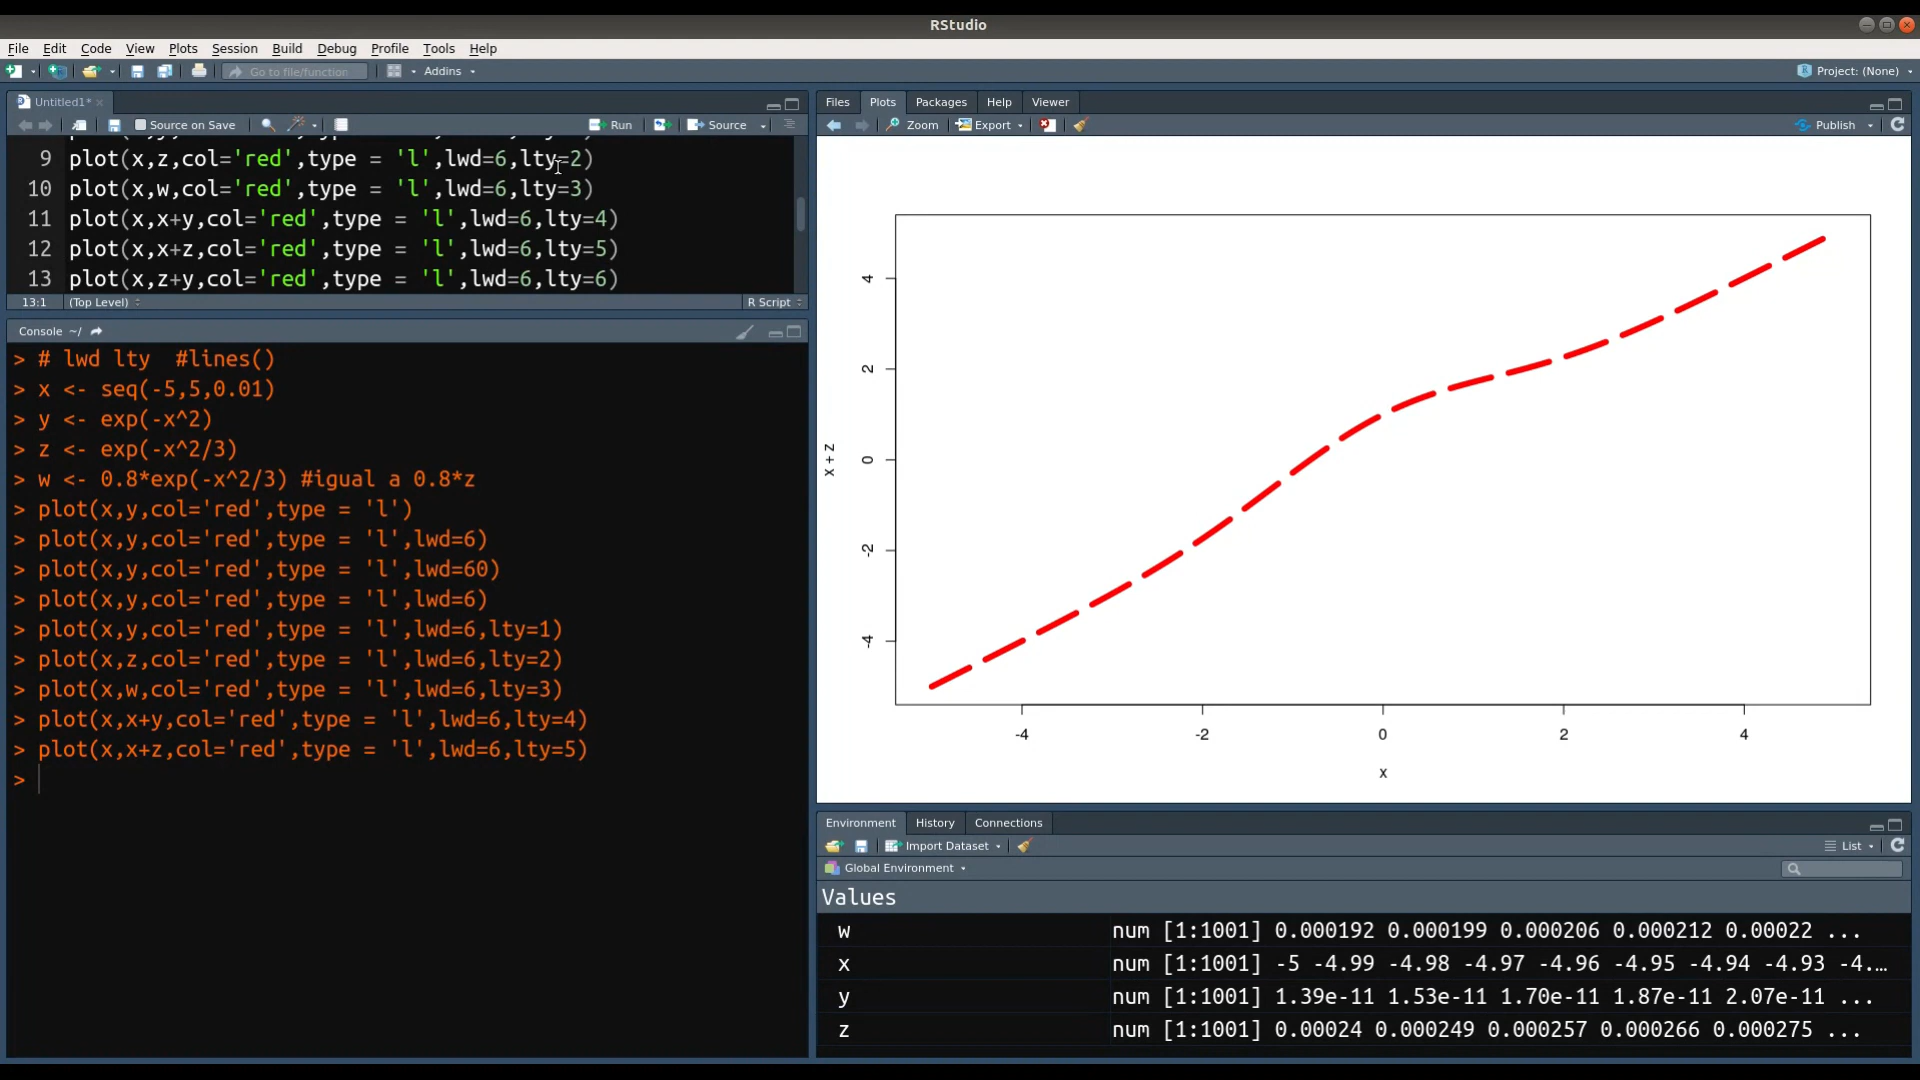 RStudio
File Edit Code View Plots Session Build Debug Profile Tools Help
Go to file/function Addins Project: (None)
Untitled1*
Source on Save Run Source
9 plot(x,z,col='red',type = 'l',lwd=6,lty=2)
10 plot(x,w,col='red',type = 'l',lwd=6,lty=3)
11 plot(x,x+y,col='red',type = 'l',lwd=6,lty=4)
12 plot(x,x+z,col='red',type = 'l',lwd=6,lty=5)
13 plot(x,z+y,col='red',type = 'l',lwd=6,lty=6)
13:1 (Top Level) R Script
Console ~/
> # lwd lty  #lines()
> x <- seq(-5,5,0.01)
> y <- exp(-x^2)
> z <- exp(-x^2/3)
> w <- 0.8*exp(-x^2/3) #igual a 0.8*z
> plot(x,y,col='red',type = 'l')
> plot(x,y,col='red',type = 'l',lwd=6)
> plot(x,y,col='red',type = 'l',lwd=60)
> plot(x,y,col='red',type = 'l',lwd=6)
> plot(x,y,col='red',type = 'l',lwd=6,lty=1)
> plot(x,z,col='red',type = 'l',lwd=6,lty=2)
> plot(x,w,col='red',type = 'l',lwd=6,lty=3)
> plot(x,x+y,col='red',type = 'l',lwd=6,lty=4)
> plot(x,x+z,col='red',type = 'l',lwd=6,lty=5)
>
Files Plots Packages Help Viewer
Zoom Export Publish
4
2
0
-2
-4
x + z
-4 -2 0 2 4
x
Environment History Connections
Import Dataset List
Global Environment
Values
w num [1:1001] 0.000192 0.000199 0.000206 0.000212 0.00022 ...
x num [1:1001] -5 -4.99 -4.98 -4.97 -4.96 -4.95 -4.94 -4.93 -4.…
y num [1:1001] 1.39e-11 1.53e-11 1.70e-11 1.87e-11 2.07e-11 ...
z num [1:1001] 0.00024 0.000249 0.000257 0.000266 0.000275 ...